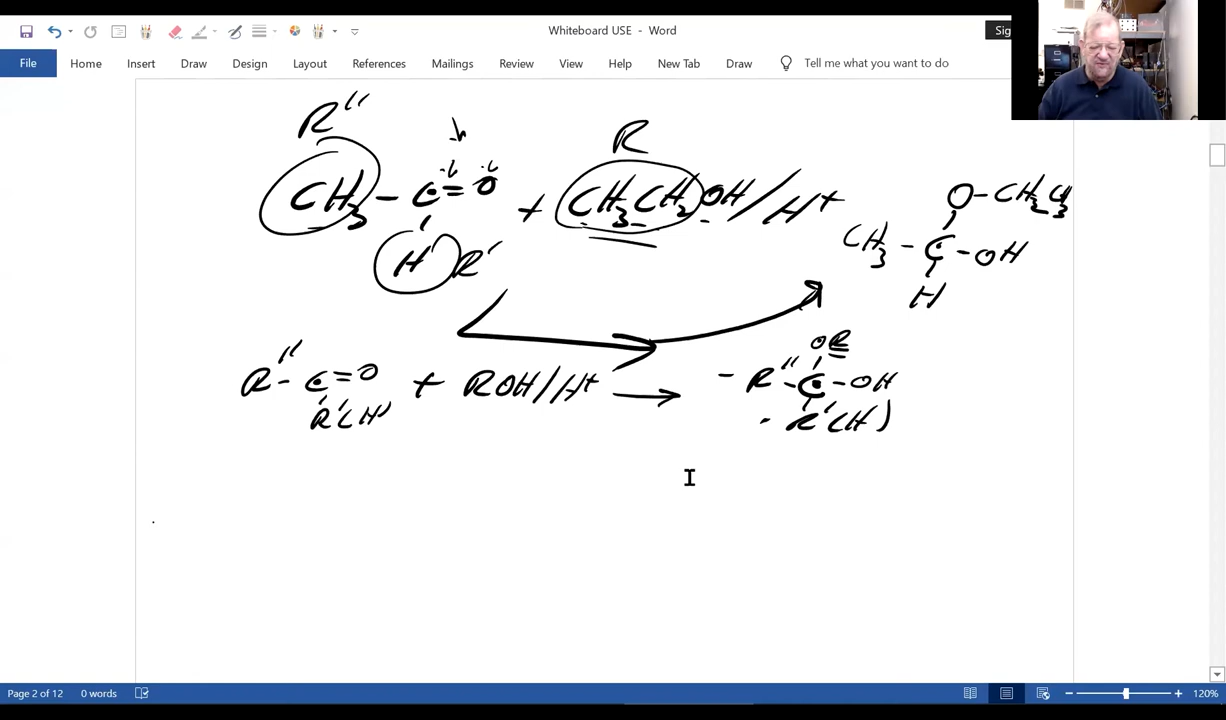 Whiteboard USE - Word
Sig
File Home Insert Draw Design Layout References Mailings Review View Help New Tab Draw Tell me what you want to do
R" R
CH3 - C = O + CH3CH2OH/H+
H R'
O - CH2CH3
CH3 - C - OH
H
R" - C = O + ROH/H+ → - R" - C - OH
OR
R'(H) - R'(H)
Page 2 of 12 0 words 120%